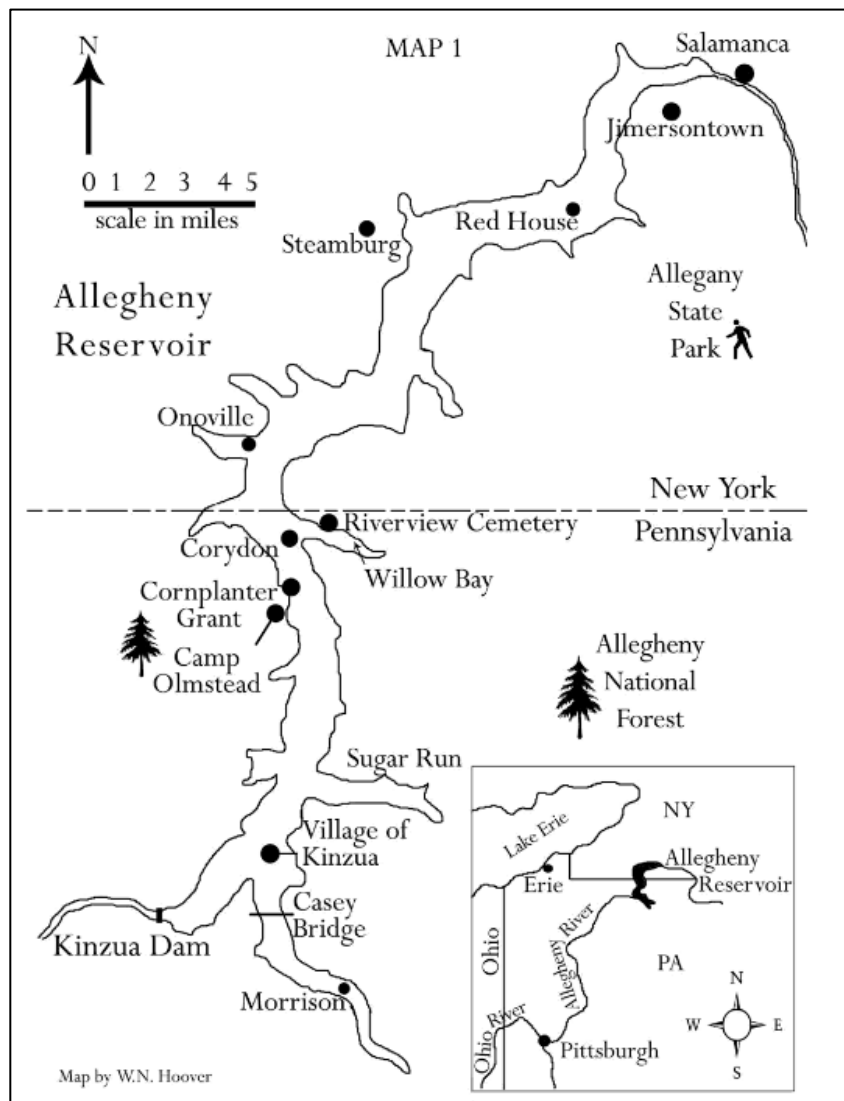 MAP 1
N
Salamanca
Jimersontown
0 1 2 3 4 5
scale in miles
Steamburg
Red House
Allegheny
Reservoir
Allegany
State
Park
Onoville
New York
Pennsylvania
Riverview Cemetery
Corydon
Willow Bay
Cornplanter
Grant
Camp
Olmstead
Allegheny
National
Forest
Sugar Run
Village of
Kinzua
Casey
Bridge
Kinzua Dam
Morrison
Map by W.N. Hoover
NY
Lake Erie
Erie
Allegheny
Reservoir
Allegheny River
Ohio
PA
Ohio River
Pittsburgh
N
W E
S